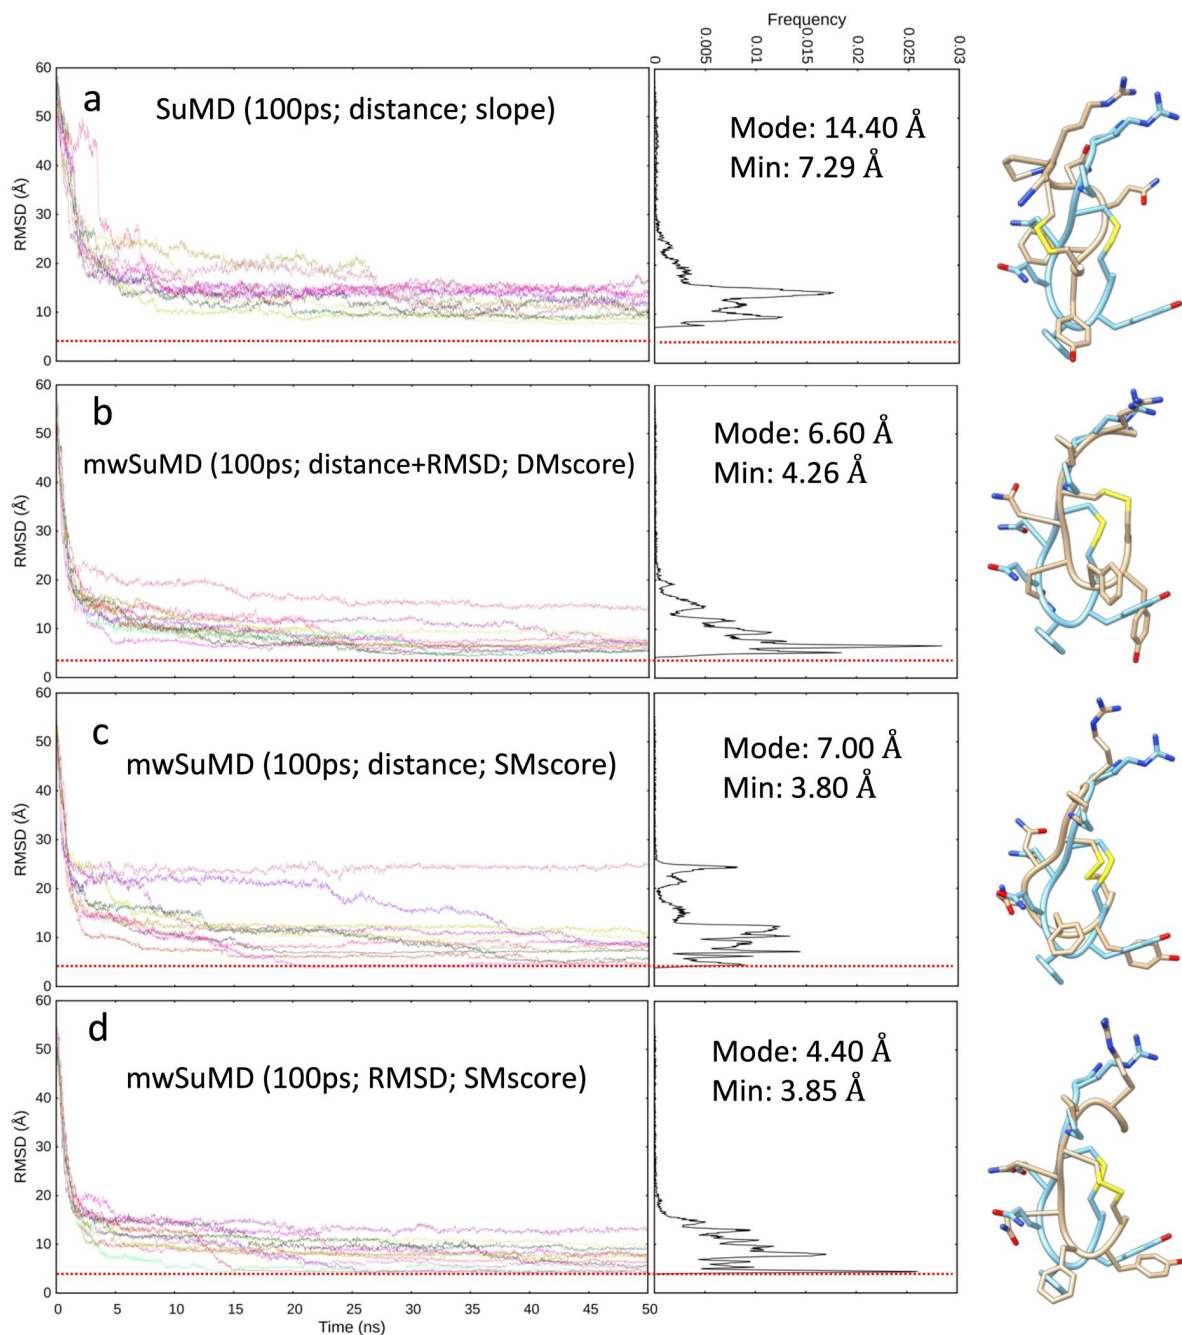 Frequency
0 0.005 0.01 0.015 0.02 0.025 0.03
60
50
40
30
20
10
0
RMSD (Å)
a
SuMD (100ps; distance; slope)
Mode: 14.40 Å
Min: 7.29 Å
60
50
40
30
20
10
0
RMSD (Å)
b
mwSuMD (100ps; distance+RMSD; DMscore)
Mode: 6.60 Å
Min: 4.26 Å
60
50
40
30
20
10
0
RMSD (Å)
c
mwSuMD (100ps; distance; SMscore)
Mode: 7.00 Å
Min: 3.80 Å
60
50
40
30
20
10
0
RMSD (Å)
d
mwSuMD (100ps; RMSD; SMscore)
Mode: 4.40 Å
Min: 3.85 Å
0 5 10 15 20 25 30 35 40 45 50
Time (ns)